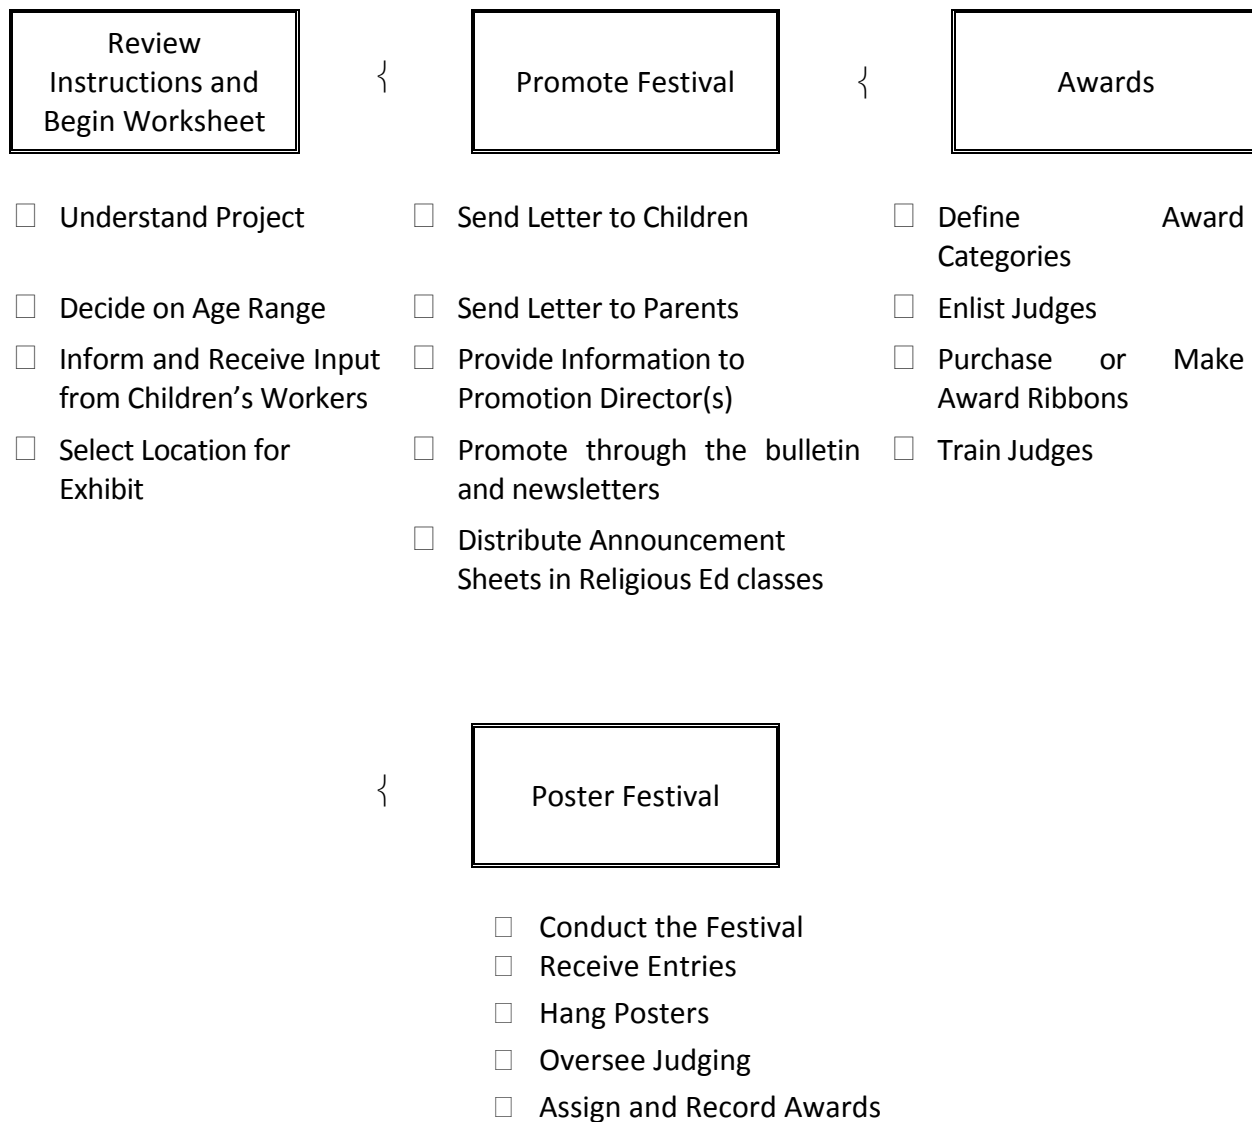 Review
Instructions and
Begin Worksheet
{
Promote Festival
{
Awards
☐ Understand Project
☐ Decide on Age Range
☐ Inform and Receive Input
from Children’s Workers
☐ Select Location for
Exhibit
☐ Send Letter to Children
☐ Send Letter to Parents
☐ Provide Information to
Promotion Director(s)
☐ Promote through the bulletin
and newsletters
☐ Distribute Announcement
Sheets in Religious Ed classes
☐ Define Award
Categories
☐ Enlist Judges
☐ Purchase or Make
Award Ribbons
☐ Train Judges
{
Poster Festival
☐ Conduct the Festival
☐ Receive Entries
☐ Hang Posters
☐ Oversee Judging
☐ Assign and Record Awards